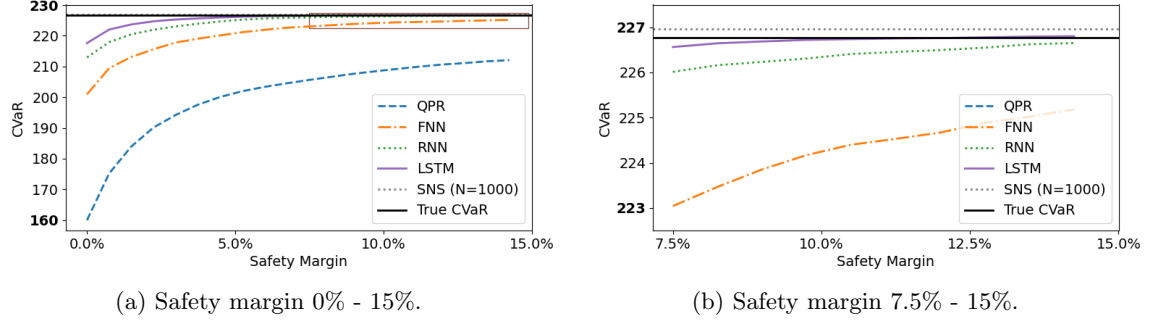 230
220
210
200
190
180
170
160
CVaR
QPR
FNN
RNN
LSTM
SNS (N=1000)
True CVaR
0.0%
5.0%
10.0%
15.0%
Safety Margin
(a) Safety margin 0% - 15%.
227
226
225
224
223
CVaR
QPR
FNN
RNN
LSTM
SNS (N=1000)
True CVaR
7.5%
10.0%
12.5%
15.0%
Safety Margin
(b) Safety margin 7.5% - 15%.